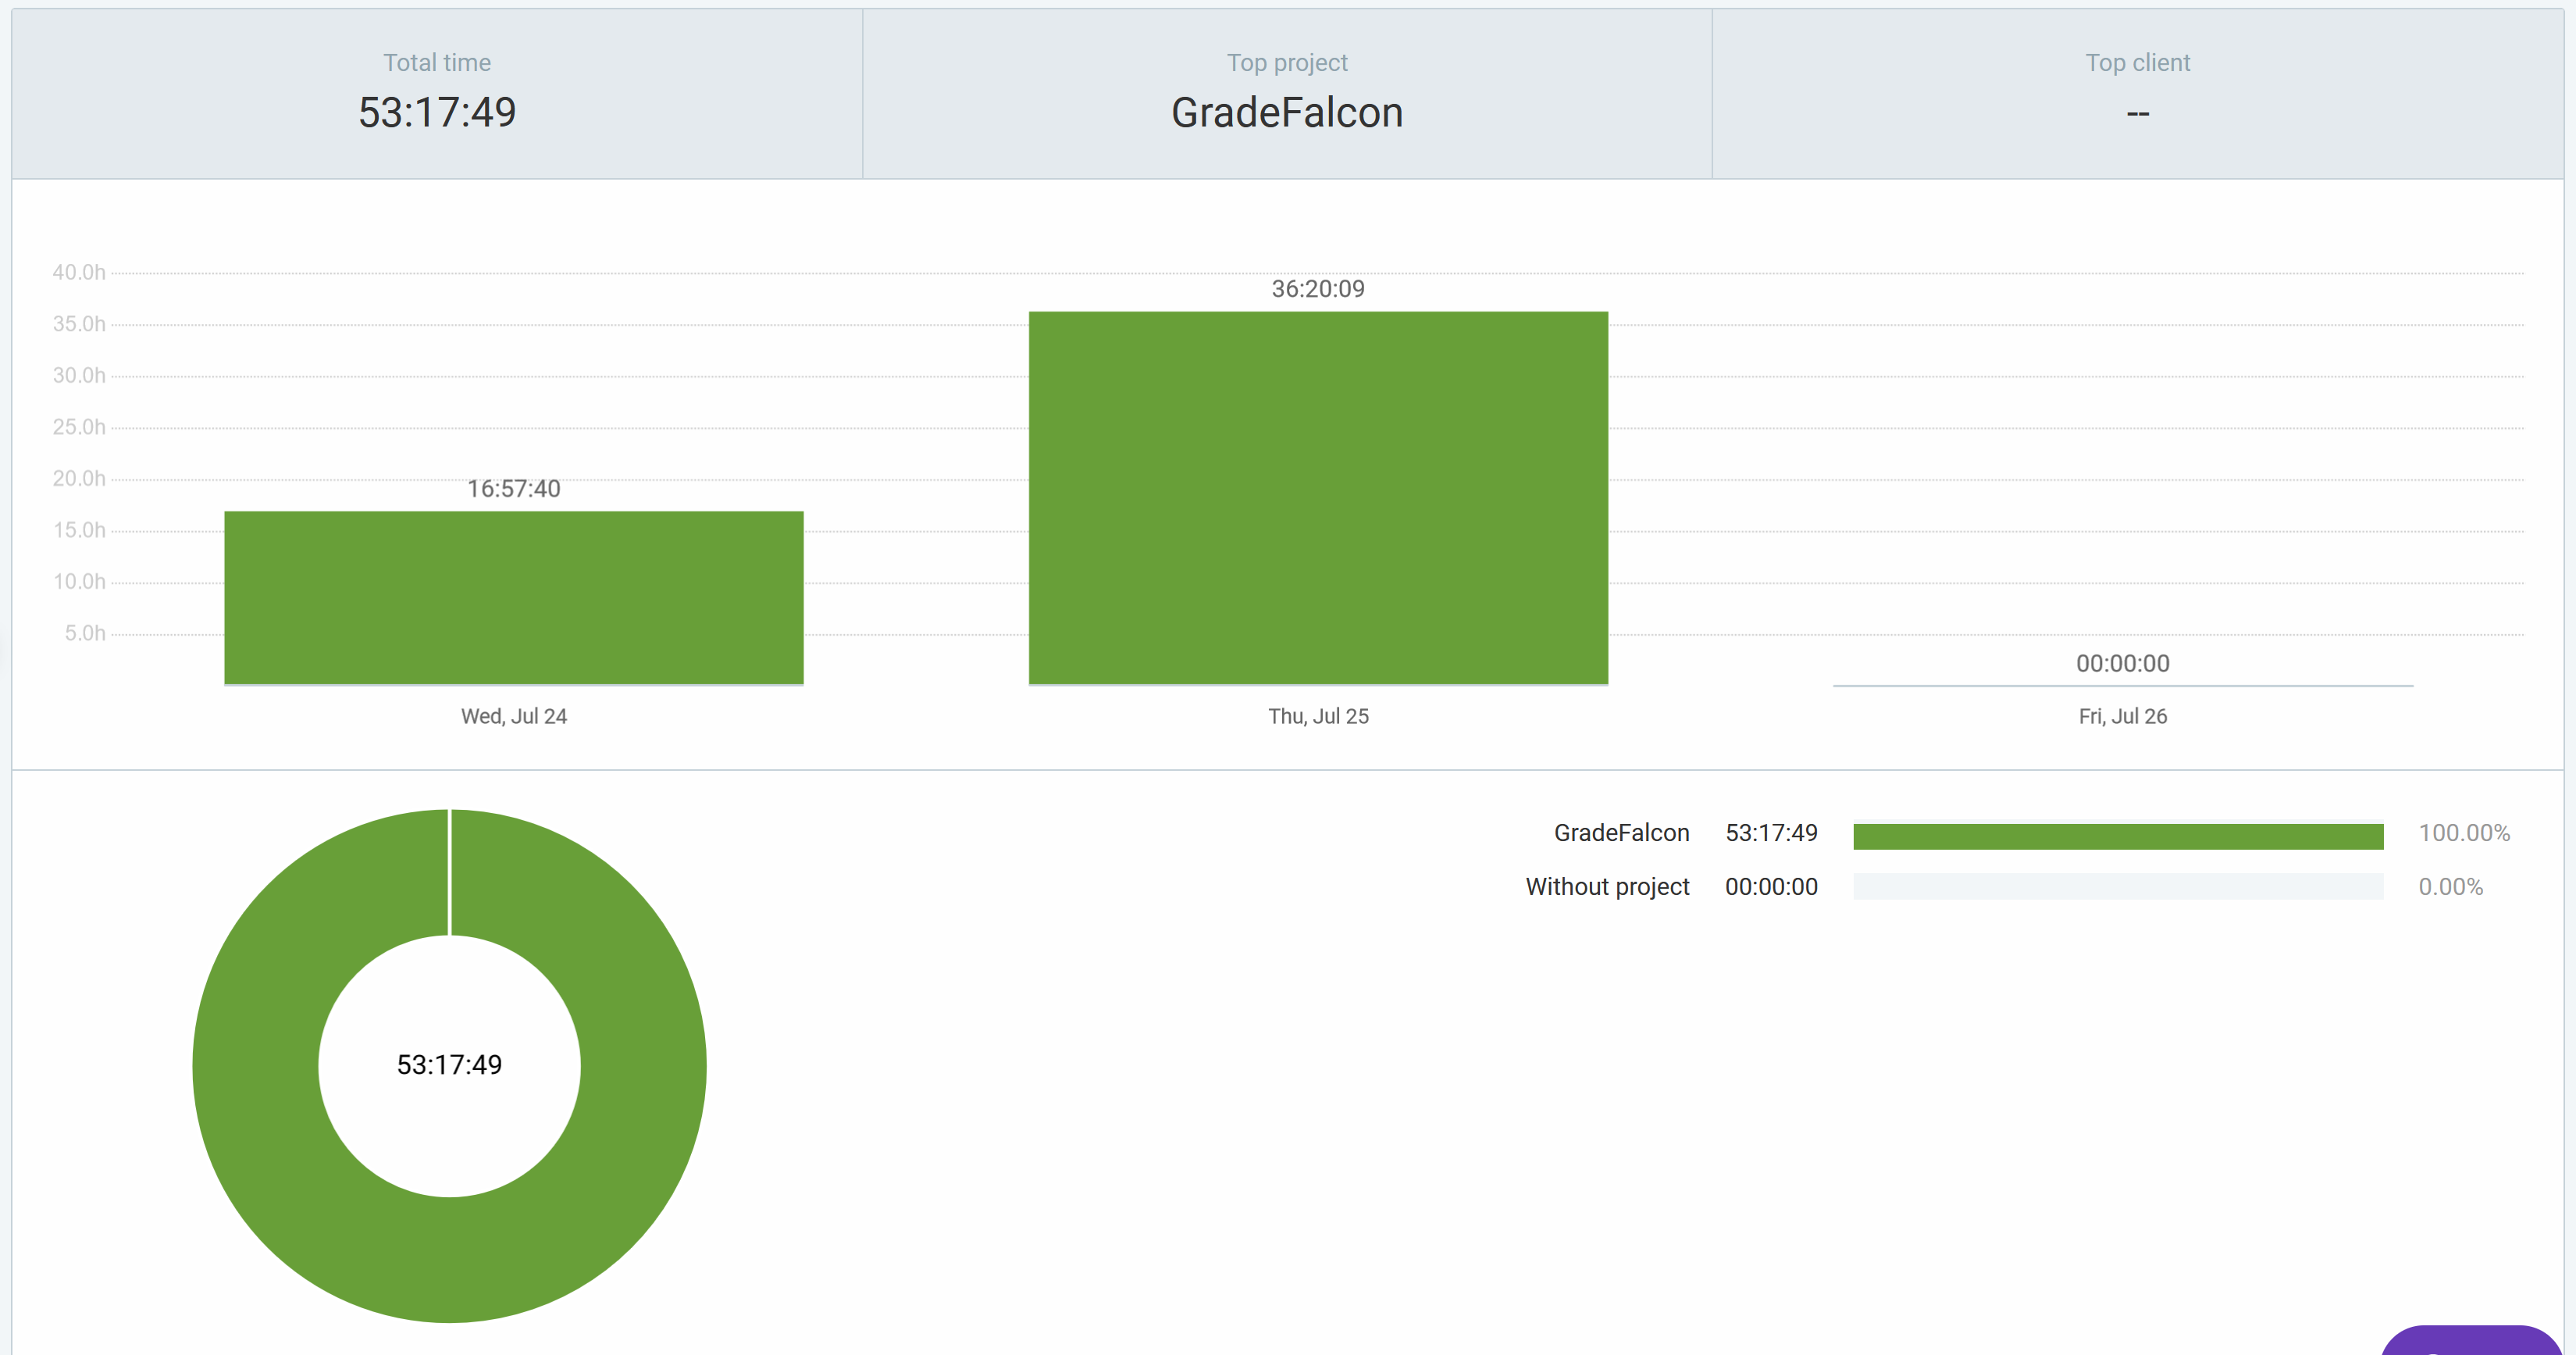 Total time
53:17:49
Top project
GradeFalcon
Top client
--
40.0h
36:20:09
35.0h
30.0h
25.0h
20.0h
16:57:40
15.0h
10.0h
5.0h
00:00:00
Wed, Jul 24
Thu, Jul 25
Fri, Jul 26
GradeFalcon 53:17:49 100.00%
Without project 00:00:00 0.00%
53:17:49